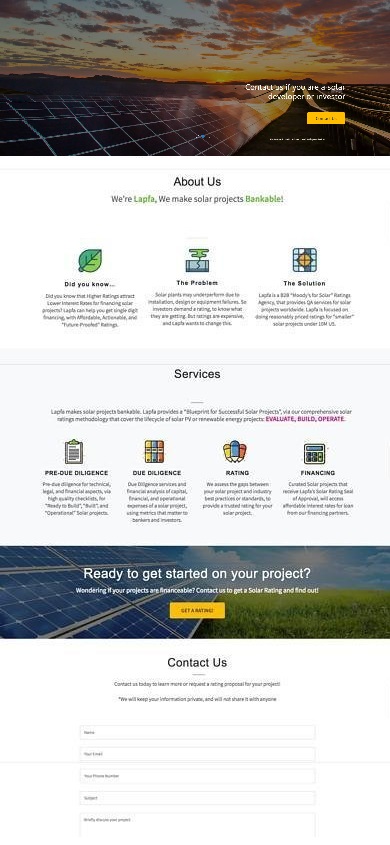 Contact us if you are a solar
developer or investor
About Us
We're Lapfa, We make solar projects Bankable!
Did you know...
Did you know that Higher Ratings attract
Lower Interest Rates for financing solar
projects! Lapfa can help you get single digit
financing, with Affordable, Actionable, and
"Future-Proofed" Ratings.
The Problem
Solar plants may underperform due to
installation, design or equipment failures. So
investors demand a rating, to know what
they are getting. But ratings are expensive,
and Lapfa wants to change this.
The Solution
Lapfa is a B2B "Moody's for Solar" Ratings
Agency, that provides QA services for solar
projects worldwide. Lapfa is focused on
doing reasonably priced ratings for "smaller"
solar projects under 10M US.
Services
Lapfa makes solar projects bankable. Lapfa provides a "Blueprint for Successful Solar Projects", via our comprehensive solar
ratings methodology that cover the lifecycle of solar PV or renewable energy projects: EVALUATE, BUILD, OPERATE.
PRE-DUE DILIGENCE
Pre-due diligence for technical,
legal, and financial aspects, via
high quality checklists, for
"Ready to Build", "Built", and
"Operational" Solar projects.
DUE DILIGENCE
Due Diligence services and
financial analysis of capital,
financial, and operational
expenses of a solar project,
using metrics that matter to
bankers and investors.
RATING
We assess the gaps between
your solar project and industry
best practices or standards, to
provide a trusted rating for your
solar project.
FINANCING
Curated Solar projects that
receive Lapfa's Solar Rating Seal
of Approval, will access
affordable interest rates for loan
from our financing partners.
Ready to get started on your project?
Wondering if your projects are financeable? Contact us to get a Solar Rating and find out!
GET A RATING!
Contact Us
Contact us today to learn more or request a rating proposal for your project!
*We will keep your information private, and will not share it with anyone
Name
Your Email
Your Phone Number
Subject
Briefly discuss your project